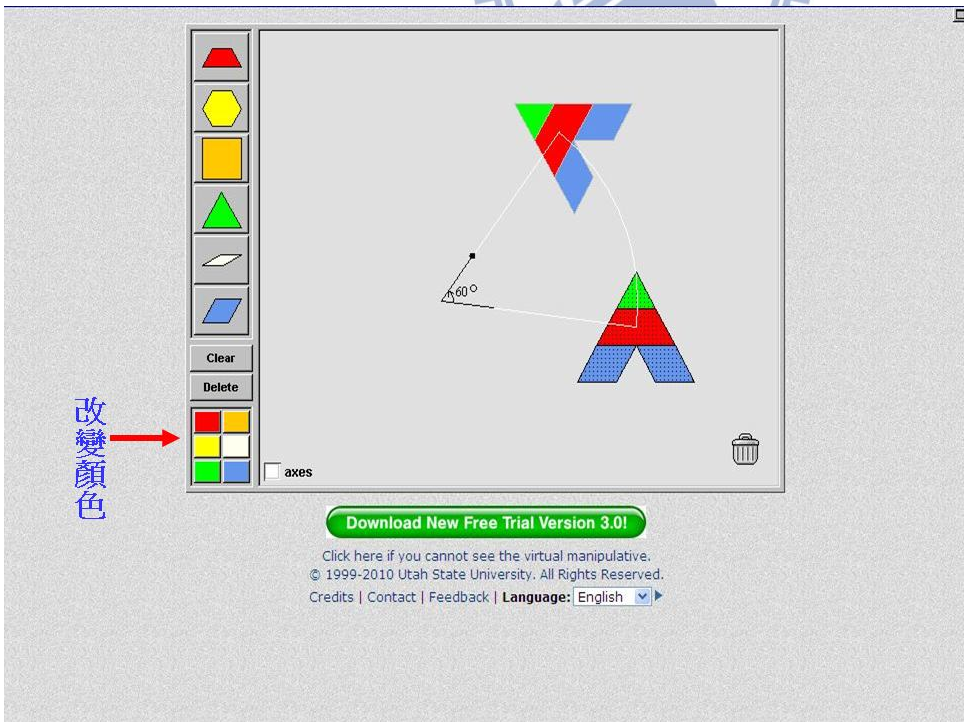 60°
Clear
Delete
改變顏色
axes
Download New Free Trial Version 3.0!
Click here if you cannot see the virtual manipulative.
© 1999-2010 Utah State University. All Rights Reserved.
Credits | Contact | Feedback | Language: English